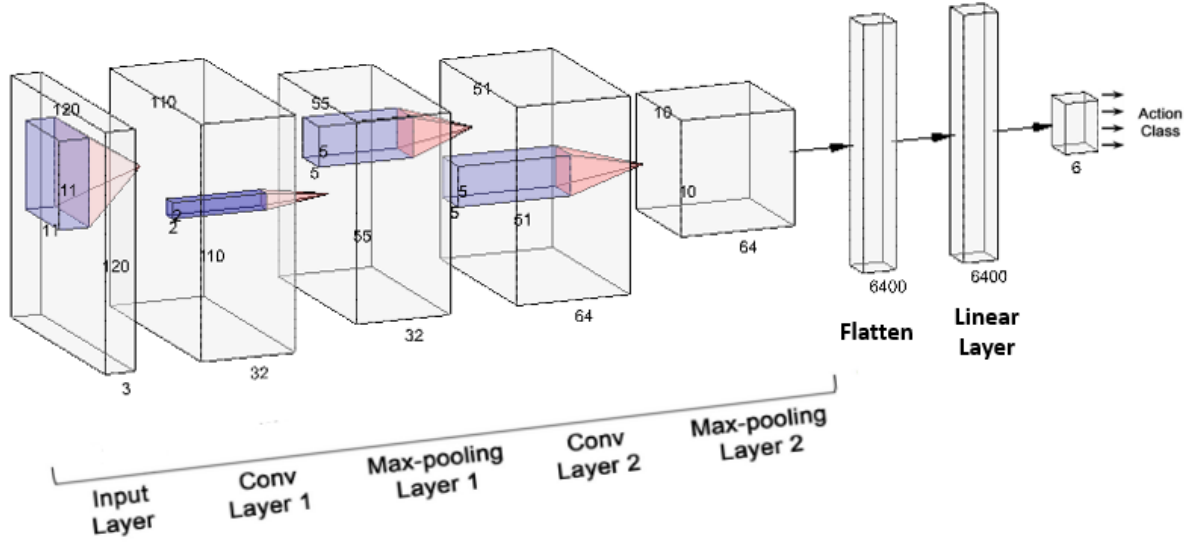 120
11
11
120
3
110
2
2
110
32
55
5
5
55
32
51
5
5
51
64
10
10
64
6400
6400
6
Action
Class
Flatten
Linear
Layer
Input
Layer
Conv
Layer 1
Max-pooling
Layer 1
Conv
Layer 2
Max-pooling
Layer 2